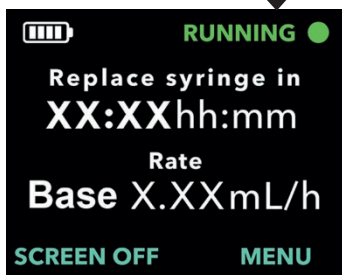 RUNNING
Replace syringe in
XX:XXhh:mm
Rate
Base X.XXmL/h
SCREEN OFF MENU